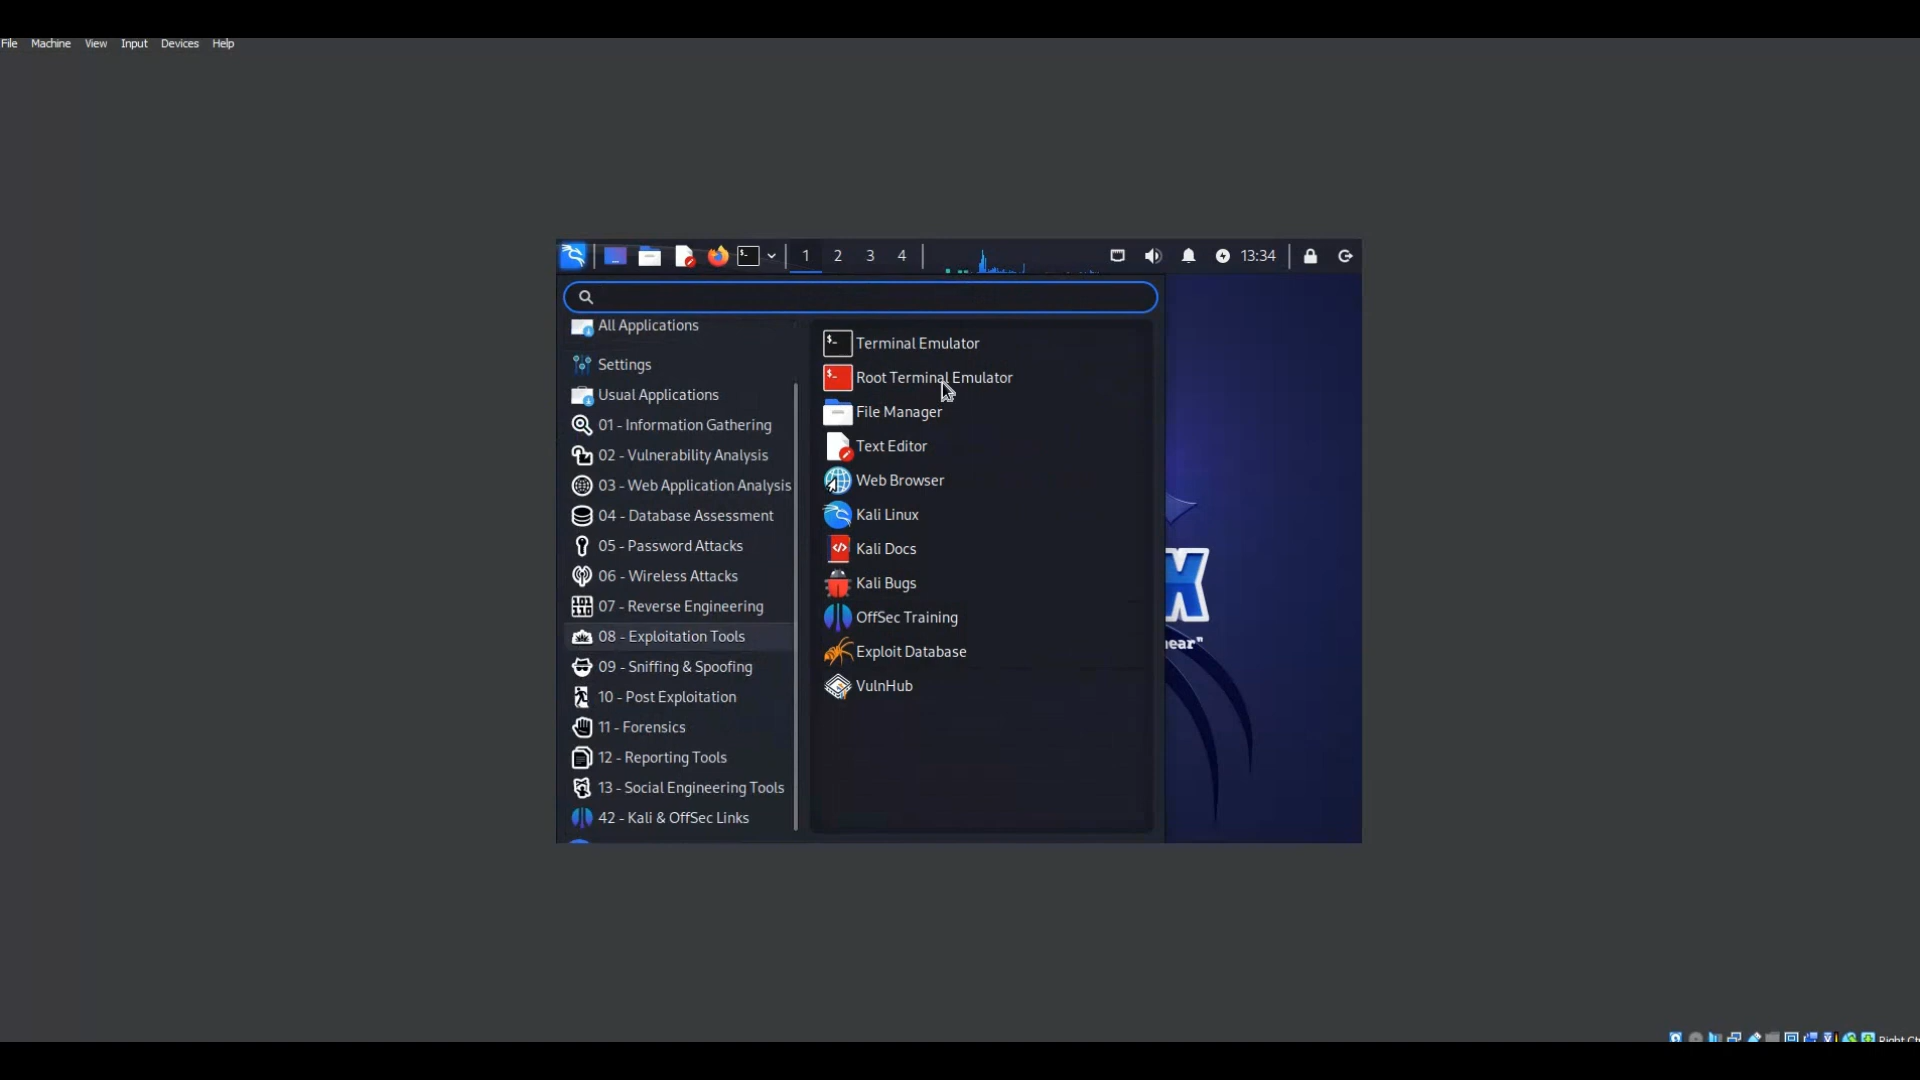 File Machine View Input Devices Help
1 2 3 4 13:34
All Applications
Settings
Usual Applications
01 - Information Gathering
02 - Vulnerability Analysis
03 - Web Application Analysis
04 - Database Assessment
05 - Password Attacks
06 - Wireless Attacks
07 - Reverse Engineering
08 - Exploitation Tools
09 - Sniffing & Spoofing
10 - Post Exploitation
11 - Forensics
12 - Reporting Tools
13 - Social Engineering Tools
42 - Kali & OffSec Links
Terminal Emulator
Root Terminal Emulator
File Manager
Text Editor
Web Browser
Kali Linux
Kali Docs
Kali Bugs
OffSec Training
Exploit Database
VulnHub
X
ear"
Right Ct